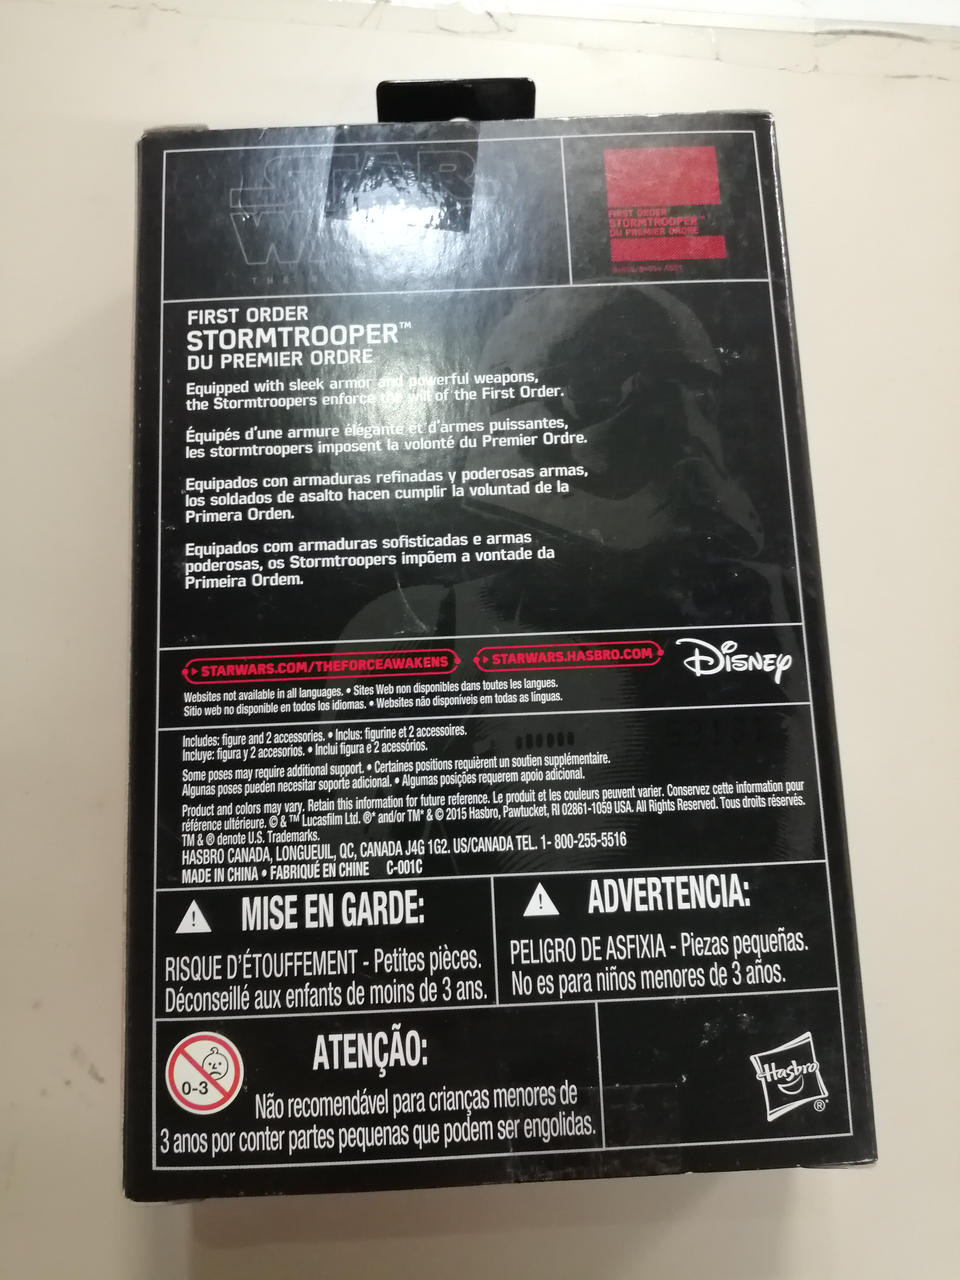 STAR
WARS
FIRST ORDER
STORMTROOPER™
DU PREMIER ORDRE
FIRST ORDER
STORMTROOPER™
DU PREMIER ORDRE
Equipped with sleek armor and powerful weapons,
the Stormtroopers enforce the will of the First Order.
Équipés d'une armure élégante et d'armes puissantes,
les stormtroopers imposent la volonté du Premier Ordre.
Equipados con armaduras refinadas y poderosas armas,
los soldados de asalto hacen cumplir la voluntad de la
Primera Orden.
Equipados com armaduras sofisticadas e armas
poderosas, os Stormtroopers impõem a vontade da
Primeira Ordem.
STARWARS.COM/THEFORCEAWAKENS
STARWARS.HASBRO.COM
Disney
Websites not available in all languages. • Sites Web non disponibles dans toutes les langues.
Sitio web no disponible en todos los idiomas. • Websites não disponíveis em todas as línguas.
Includes: figure and 2 accessories. • Inclus: figurine et 2 accessoires.
Incluye: figura y 2 accesorios. • Inclui figura e 2 acessórios.
Some poses may require additional support. • Certaines positions requièrent un soutien supplémentaire.
Algunas poses pueden necesitar soporte adicional. • Algumas posições requerem apoio adicional.
Product and colors may vary. Retain this information for future reference. Le produit et les couleurs peuvent varier. Conservez cette information pour
référence ultérieure. © & ™ Lucasfilm Ltd. ®* and/or TM* & © 2015 Hasbro, Pawtucket, RI 02861-1059 USA. All Rights Reserved. Tous droits réservés.
TM & ® denote U.S. Trademarks.
HASBRO CANADA, LONGUEUIL, QC, CANADA J4G 1G2. US/CANADA TEL. 1- 800-255-5516
MADE IN CHINA • FABRIQUÉ EN CHINE C-001C
MISE EN GARDE:
RISQUE D'ÉTOUFFEMENT - Petites pièces.
Déconseillé aux enfants de moins de 3 ans.
ADVERTENCIA:
PELIGRO DE ASFIXIA - Piezas pequeñas.
No es para niños menores de 3 años.
0-3
ATENÇÃO:
Não recomendável para crianças menores de
3 anos por conter partes pequenas que podem ser engolidas.
Hasbro
®